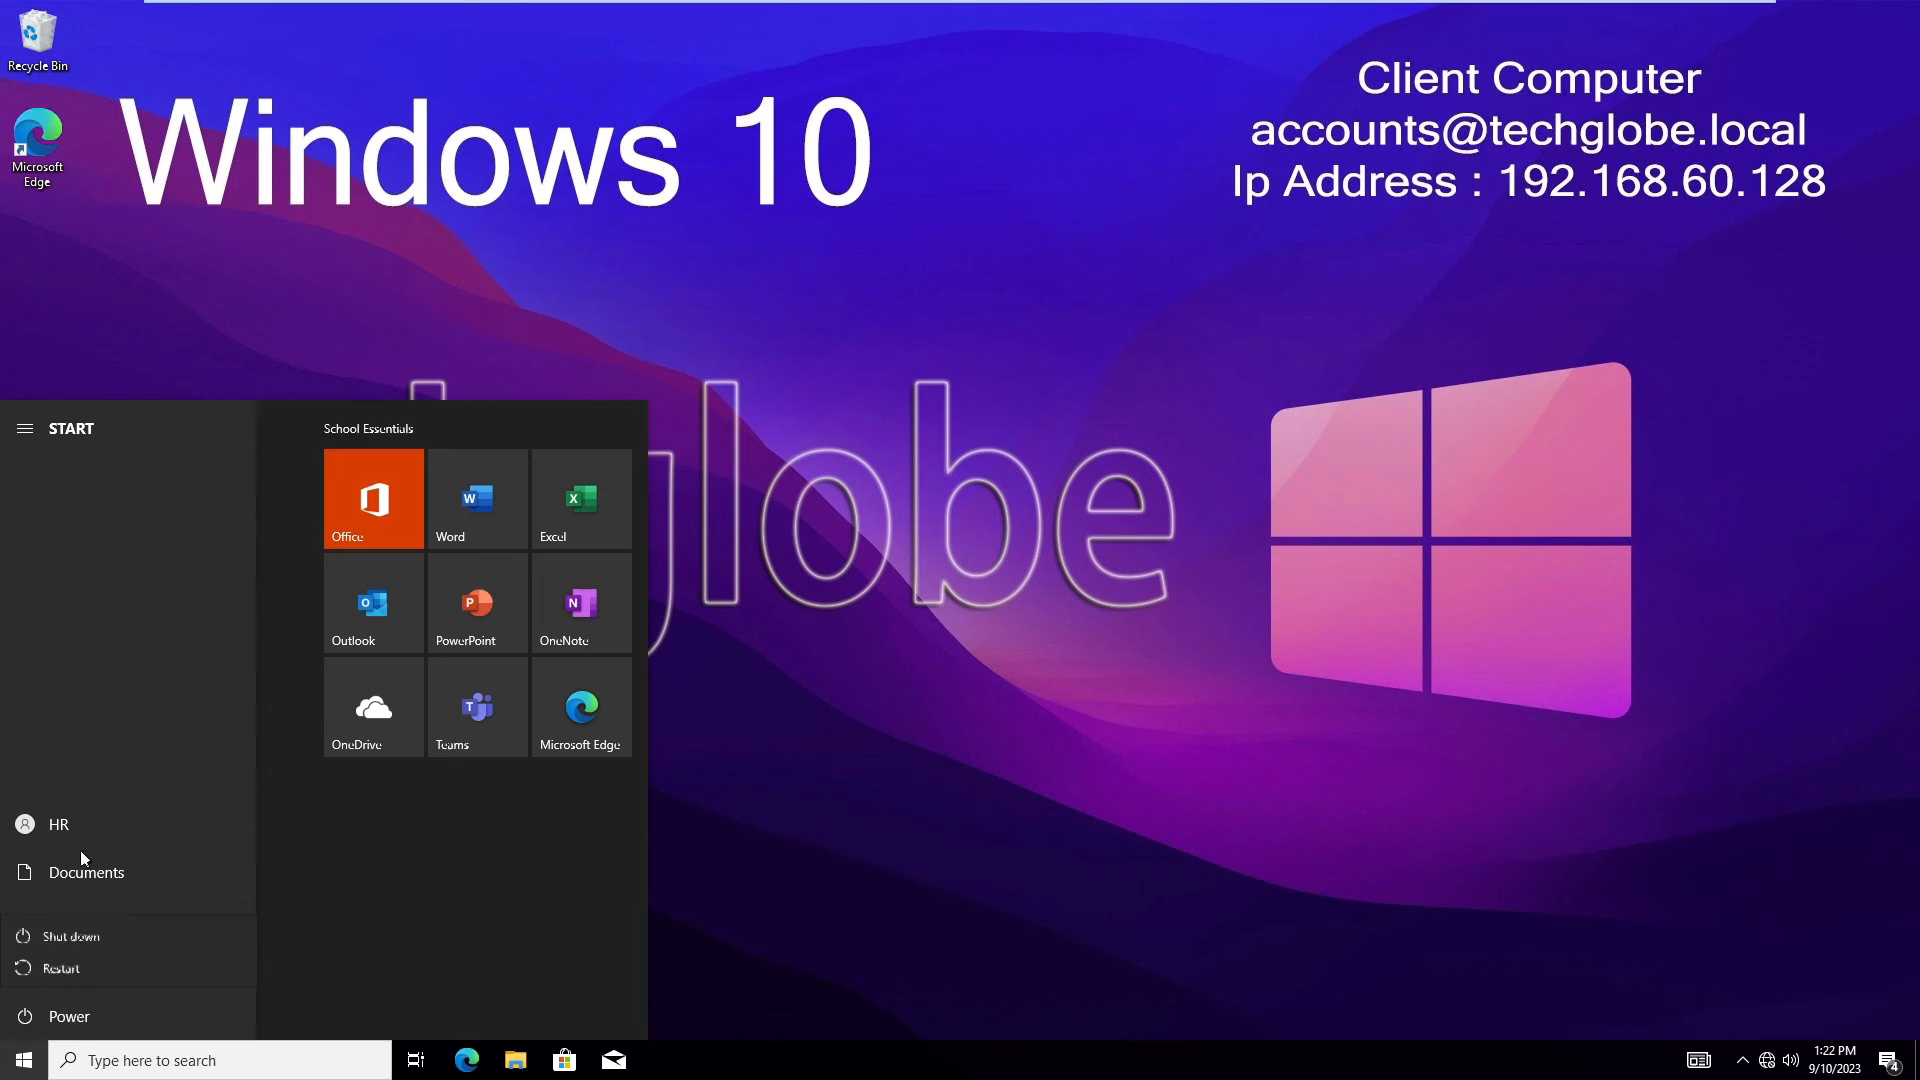 Recycle Bin
Microsoft
Edge
Windows 10
Client Computer
accounts@techglobe.local
Ip Address : 192.168.60.128
globe
START
School Essentials
Office
Word
Excel
Outlook
PowerPoint
OneNote
OneDrive
Teams
Microsoft Edge
HR
Documents
Shut down
Restart
Power
Type here to search
1:22 PM
9/10/2023
4